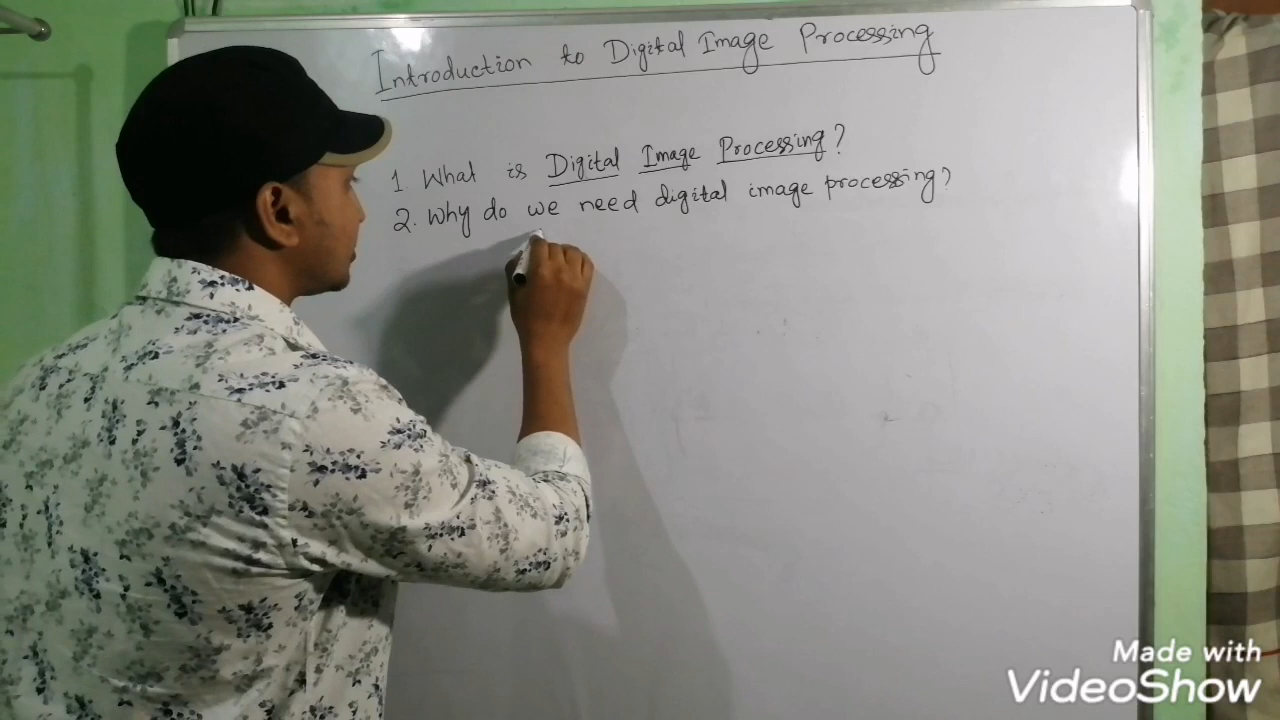 Introduction to Digital Image Processing
1 What is Digital Image Processing?
2. Why do we need digital image processing?
Made with
VideoShow